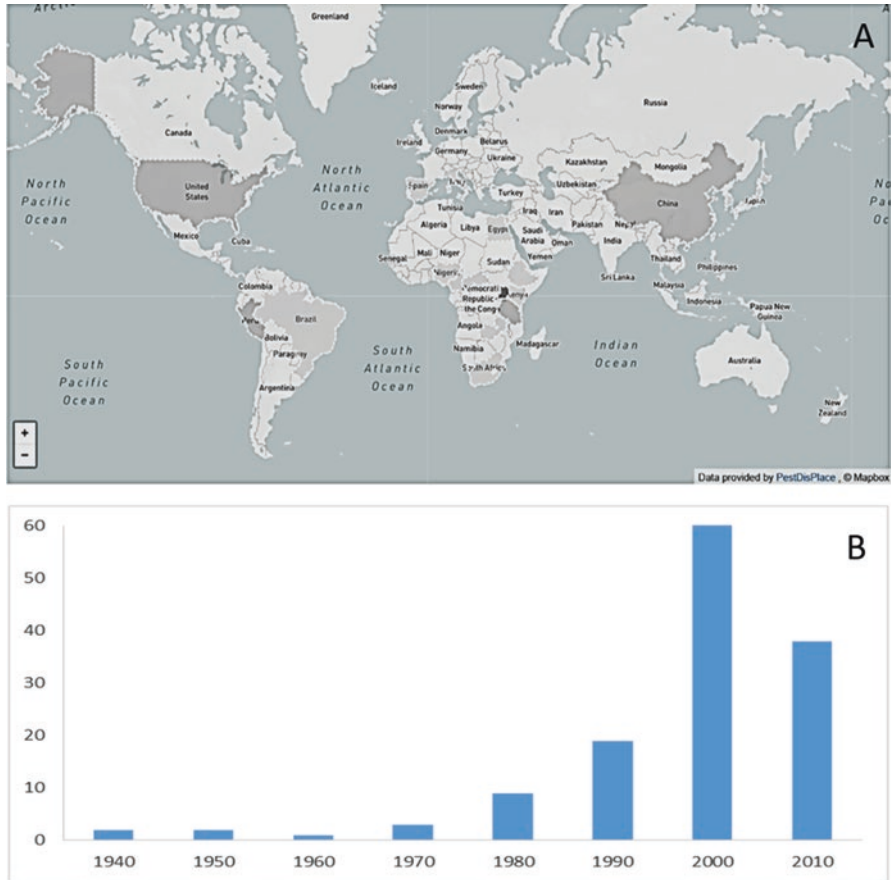 Arctic
A
Greenland
Iceland
Sweden
Norway
Russia
Denmark
Ireland
Belarus
Germany
Ukraine
Canada
Kazakhstan
Mongolia
Spain
Italy
Uzbekistan
Turkey
North
Pacific
Ocean
United
States
North
Atlantic
Ocean
China
Japan
Tunisia
Iraq
Iran
Pakistan
Algeria
Libya
Egypt
Saudi
Arabia
Oman
India
Mexico
Cuba
Senegal
Mali
Niger
Sudan
Yemen
Thailand
Philippines
Nigeria
Sri Lanka
Malaysia
Colombia
Democratic
Republic
the Congo
Kenya
Indonesia
Papua New
Guinea
Peru
Brazil
Angola
Bolivia
Madagascar
Indian
Ocean
Paraguay
Namibia
Australia
South
Pacific
Ocean
South
Atlantic
Ocean
South Africa
Argentina
New
Zealand
+
−
Data provided by PestDisPlace , © Mapbox
B
60
50
40
30
20
10
0
1940 1950 1960 1970 1980 1990 2000 2010